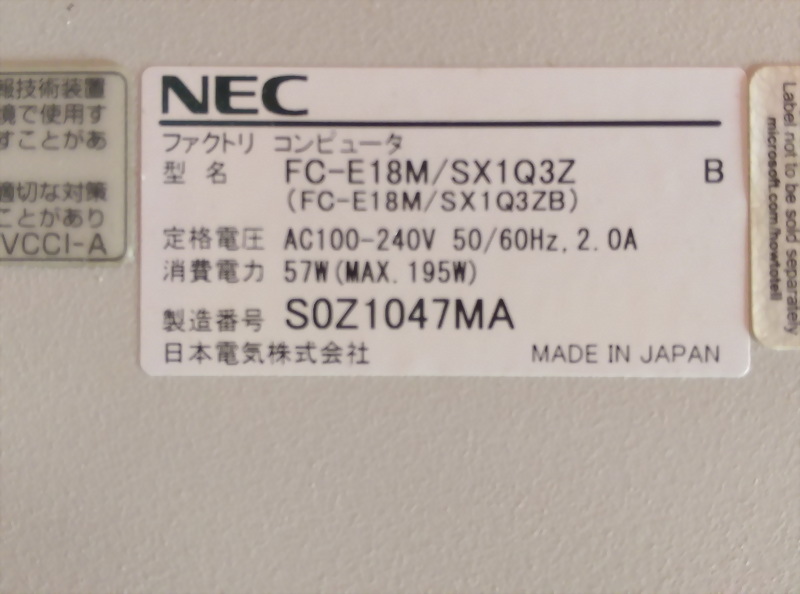 報技術装置
境で使用す
すことがあ
適切な対策
ことがあり
VCCI-A
NEC
ファクトリ コンピュータ
型 名 FC-E18M/SX1Q3Z B
(FC-E18M/SX1Q3ZB)
定格電圧 AC100-240V 50/60Hz, 2.0A
消費電力 57W(MAX. 195W)
製造番号 S0Z1047MA
日本電気株式会社 MADE IN JAPAN
Label not to be sold separately
microsoft.com/howtotell